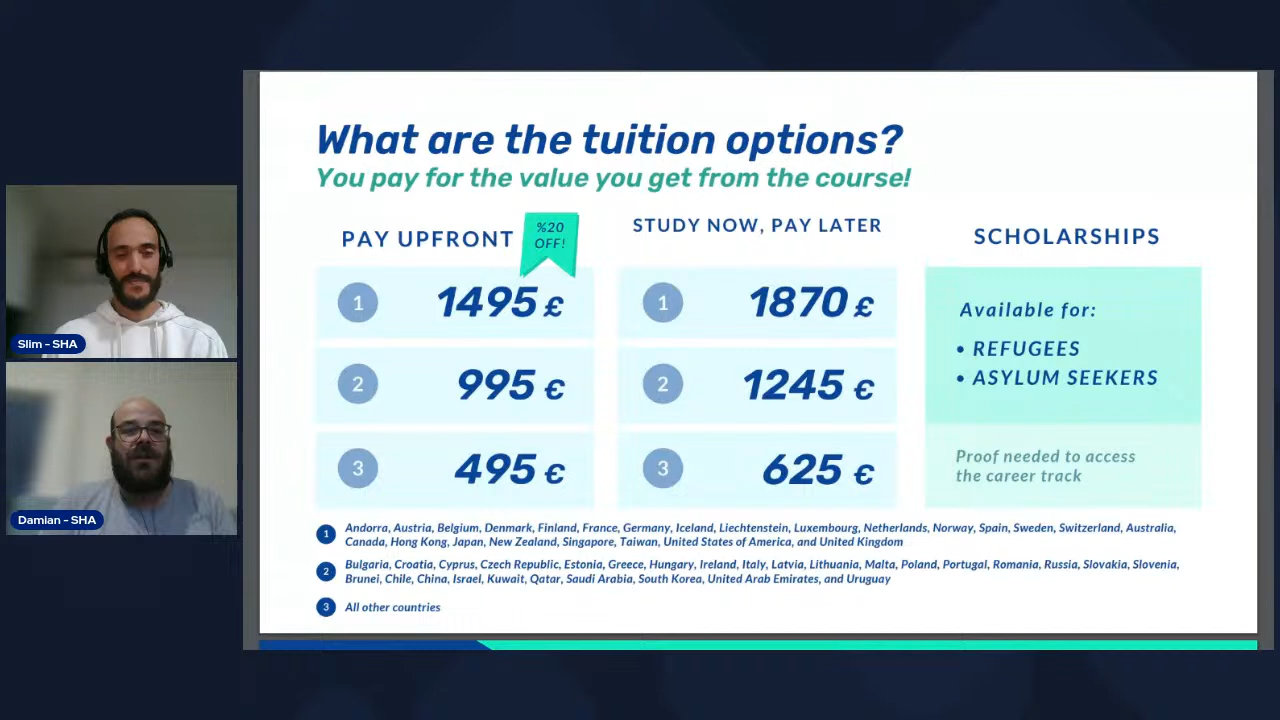 What are the tuition options?
You pay for the value you get from the course!
PAY UPFRONT
%20
OFF!
1
1495 £
2
995 €
3
495 €
STUDY NOW, PAY LATER
1
1870 £
2
1245 €
3
625 €
SCHOLARSHIPS
Available for:
• REFUGEES
• ASYLUM SEEKERS
Proof needed to access
the career track
1
Andorra, Austria, Belgium, Denmark, Finland, France, Germany, Iceland, Liechtenstein, Luxembourg, Netherlands, Norway, Spain, Sweden, Switzerland, Australia,
Canada, Hong Kong, Japan, New Zealand, Singapore, Taiwan, United States of America, and United Kingdom
2
Bulgaria, Croatia, Cyprus, Czech Republic, Estonia, Greece, Hungary, Ireland, Italy, Latvia, Lithuania, Malta, Poland, Portugal, Romania, Russia, Slovakia, Slovenia,
Brunei, Chile, China, Israel, Kuwait, Qatar, Saudi Arabia, South Korea, United Arab Emirates, and Uruguay
3
All other countries
Slim - SHA
Damian - SHA